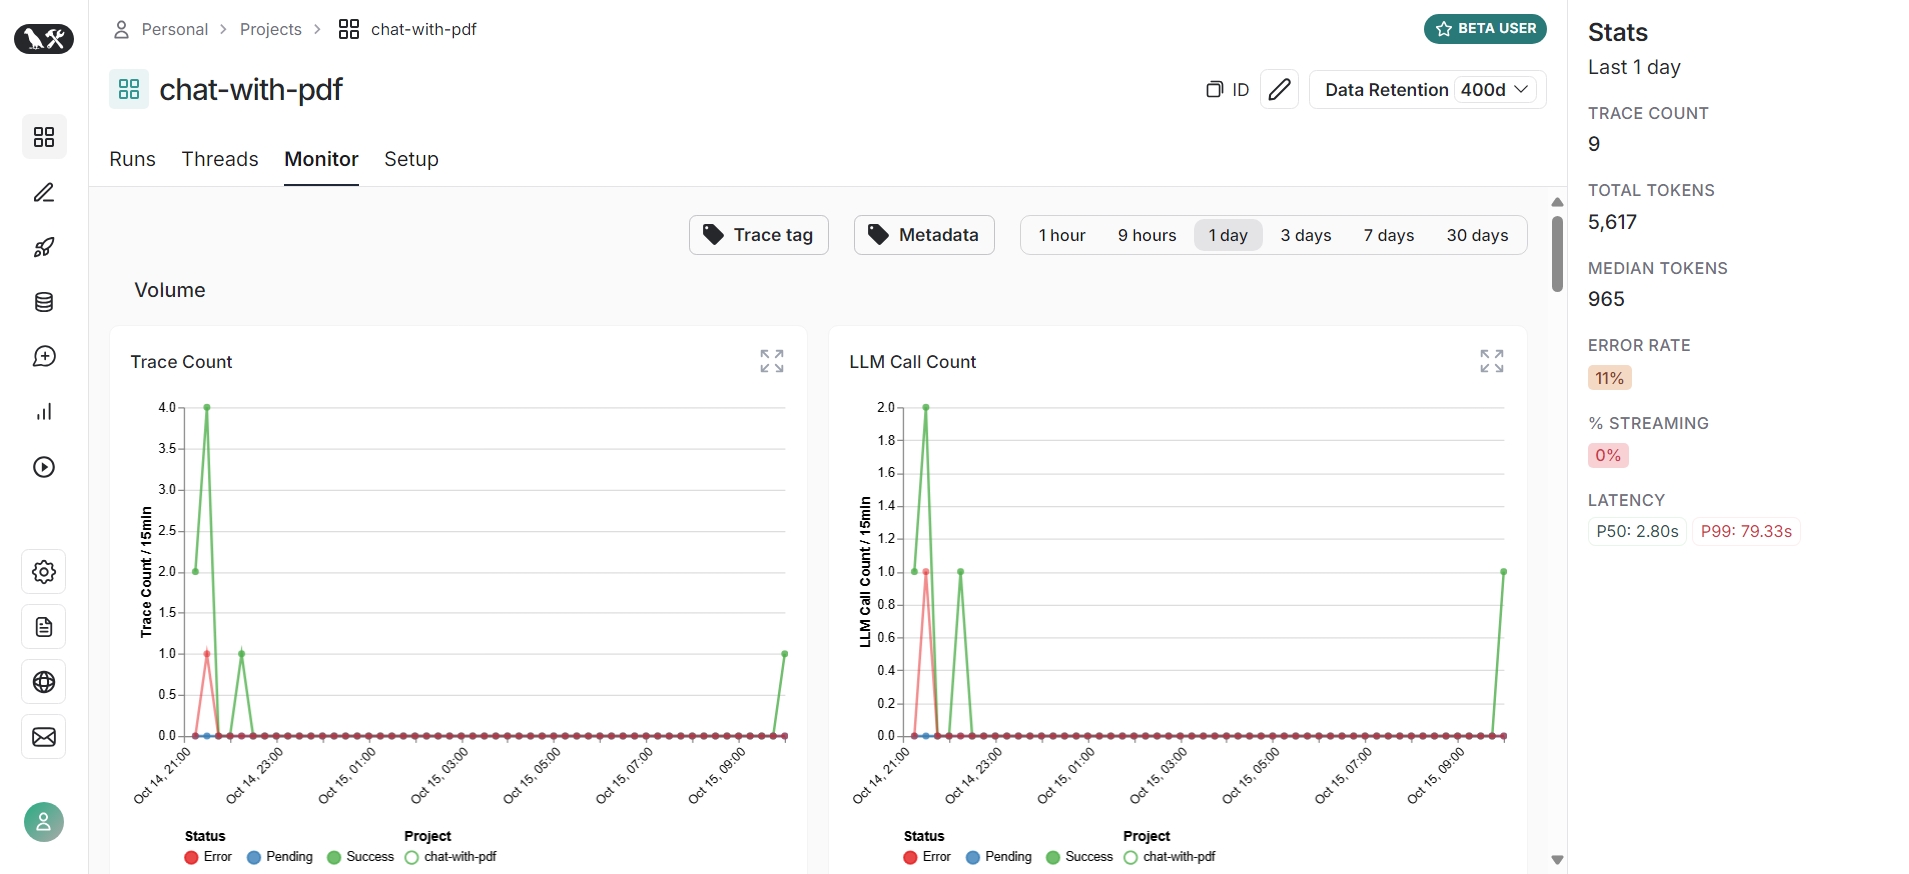 Personal > Projects > chat-with-pdf
BETA USER
chat-with-pdf
ID
Data Retention 400d
Runs Threads Monitor Setup
Trace tag Metadata 1 hour 9 hours 1 day 3 days 7 days 30 days
Volume
Trace Count
4.0
3.5
3.0
2.5
2.0
1.5
1.0
0.5
0.0
Trace Count / 15min
Oct 14, 21:00
Oct 14, 23:00
Oct 15, 01:00
Oct 15, 03:00
Oct 15, 05:00
Oct 15, 07:00
Oct 15, 09:00
Status Project
Error Pending Success chat-with-pdf
LLM Call Count
2.0
1.8
1.6
1.4
1.2
1.0
0.8
0.6
0.4
0.2
0.0
LLM Call Count / 15min
Oct 14, 21:00
Oct 14, 23:00
Oct 15, 01:00
Oct 15, 03:00
Oct 15, 05:00
Oct 15, 07:00
Oct 15, 09:00
Status Project
Error Pending Success chat-with-pdf
Stats
Last 1 day
TRACE COUNT
9
TOTAL TOKENS
5,617
MEDIAN TOKENS
965
ERROR RATE
11%
% STREAMING
0%
LATENCY
P50: 2.80s P99: 79.33s